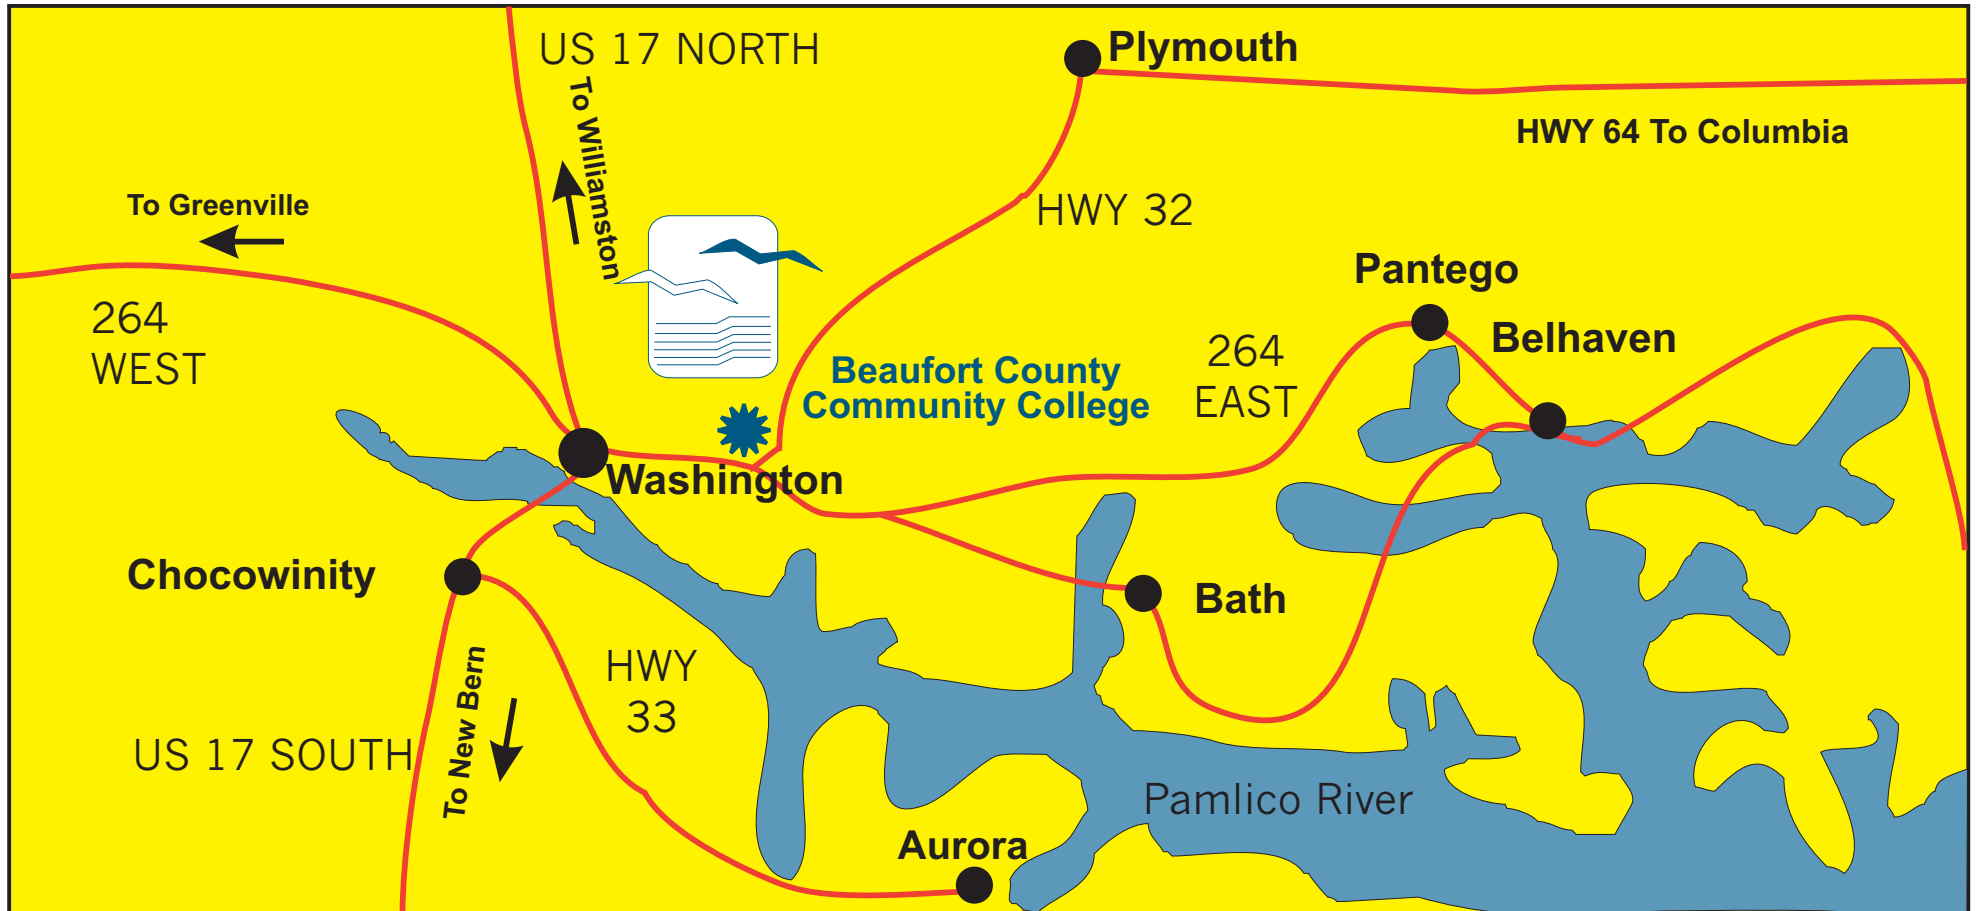 US 17 NORTH
Plymouth
To Williamston
HWY 64 To Columbia
To Greenville
HWY 32
Pantego
264
WEST
Belhaven
264
EAST
Beaufort County
Community College
Washington
Chocowinity
Bath
HWY
33
To New Bern
US 17 SOUTH
Pamlico River
Aurora